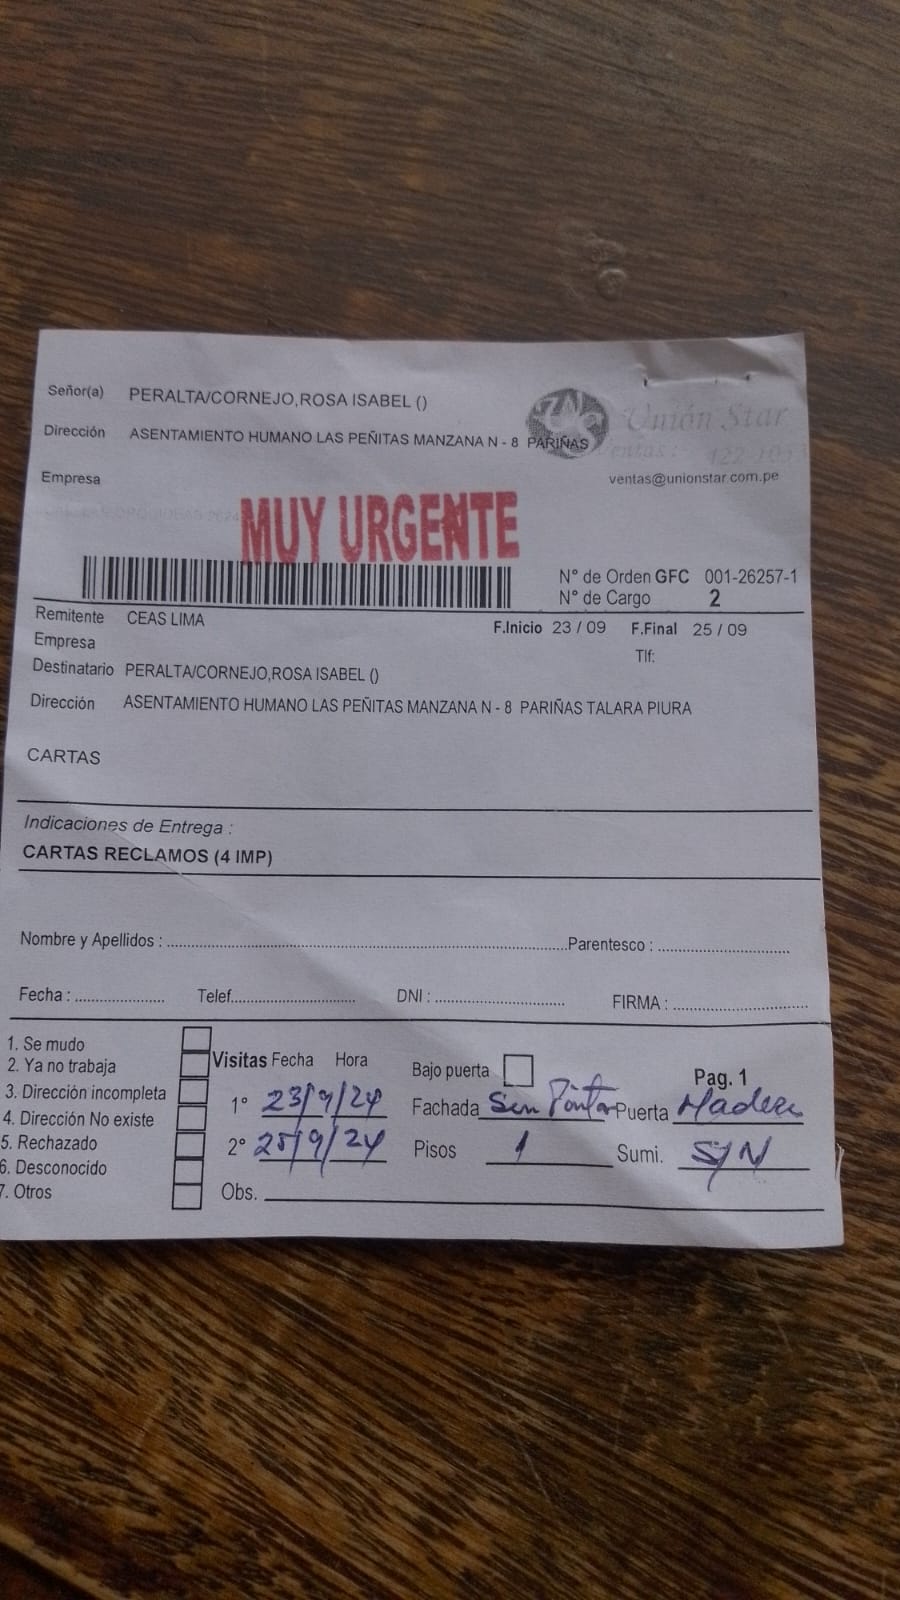 Señor(a) PERALTA/CORNEJO,ROSA ISABEL ()
Dirección ASENTAMIENTO HUMANO LAS PEÑITAS MANZANA N - 8 PARIÑAS
Unión Star
Empresa
ventas@unionstar.com.pe
MUY URGENTE
N° de Orden GFC 001-26257-1
N° de Cargo 2
Remitente CEAS LIMA
F.Inicio 23 / 09 F.Final 25 / 09
Empresa
Tlf:
Destinatario PERALTA/CORNEJO,ROSA ISABEL ()
Dirección ASENTAMIENTO HUMANO LAS PEÑITAS MANZANA N - 8 PARIÑAS TALARA PIURA
CARTAS
Indicaciones de Entrega :
CARTAS RECLAMOS (4 IMP)
Nombre y Apellidos : Parentesco :
Fecha : Telef. DNI : FIRMA :
1. Se mudo
2. Ya no trabaja
3. Dirección incompleta
4. Dirección No existe
5. Rechazado
6. Desconocido
7. Otros
Visitas Fecha Hora
1° 23/9/24
2° 25/9/24
Obs.
Bajo puerta Pag. 1
Fachada Sin Pintar Puerta Madera
Pisos 1 Sumi. S/N